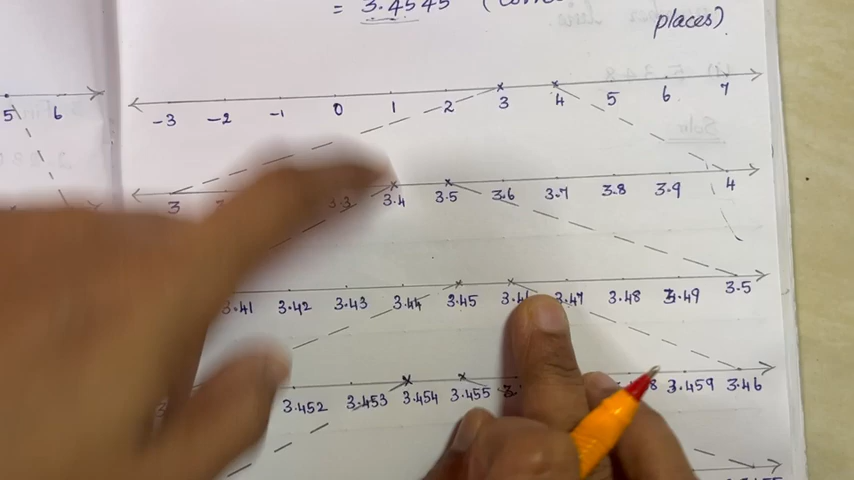 = 3.4545 (
places).
5 6
-3 -2 -1 0 1 2 3 4 5 6 7
3 3.3 3.4 3.5 3.6 3.7 3.8 3.9 4
3.41 3.42 3.43 3.44 3.45 3.47 3.48 3.49 3.5
3.452 3.453 3.454 3.455 3.459 3.46